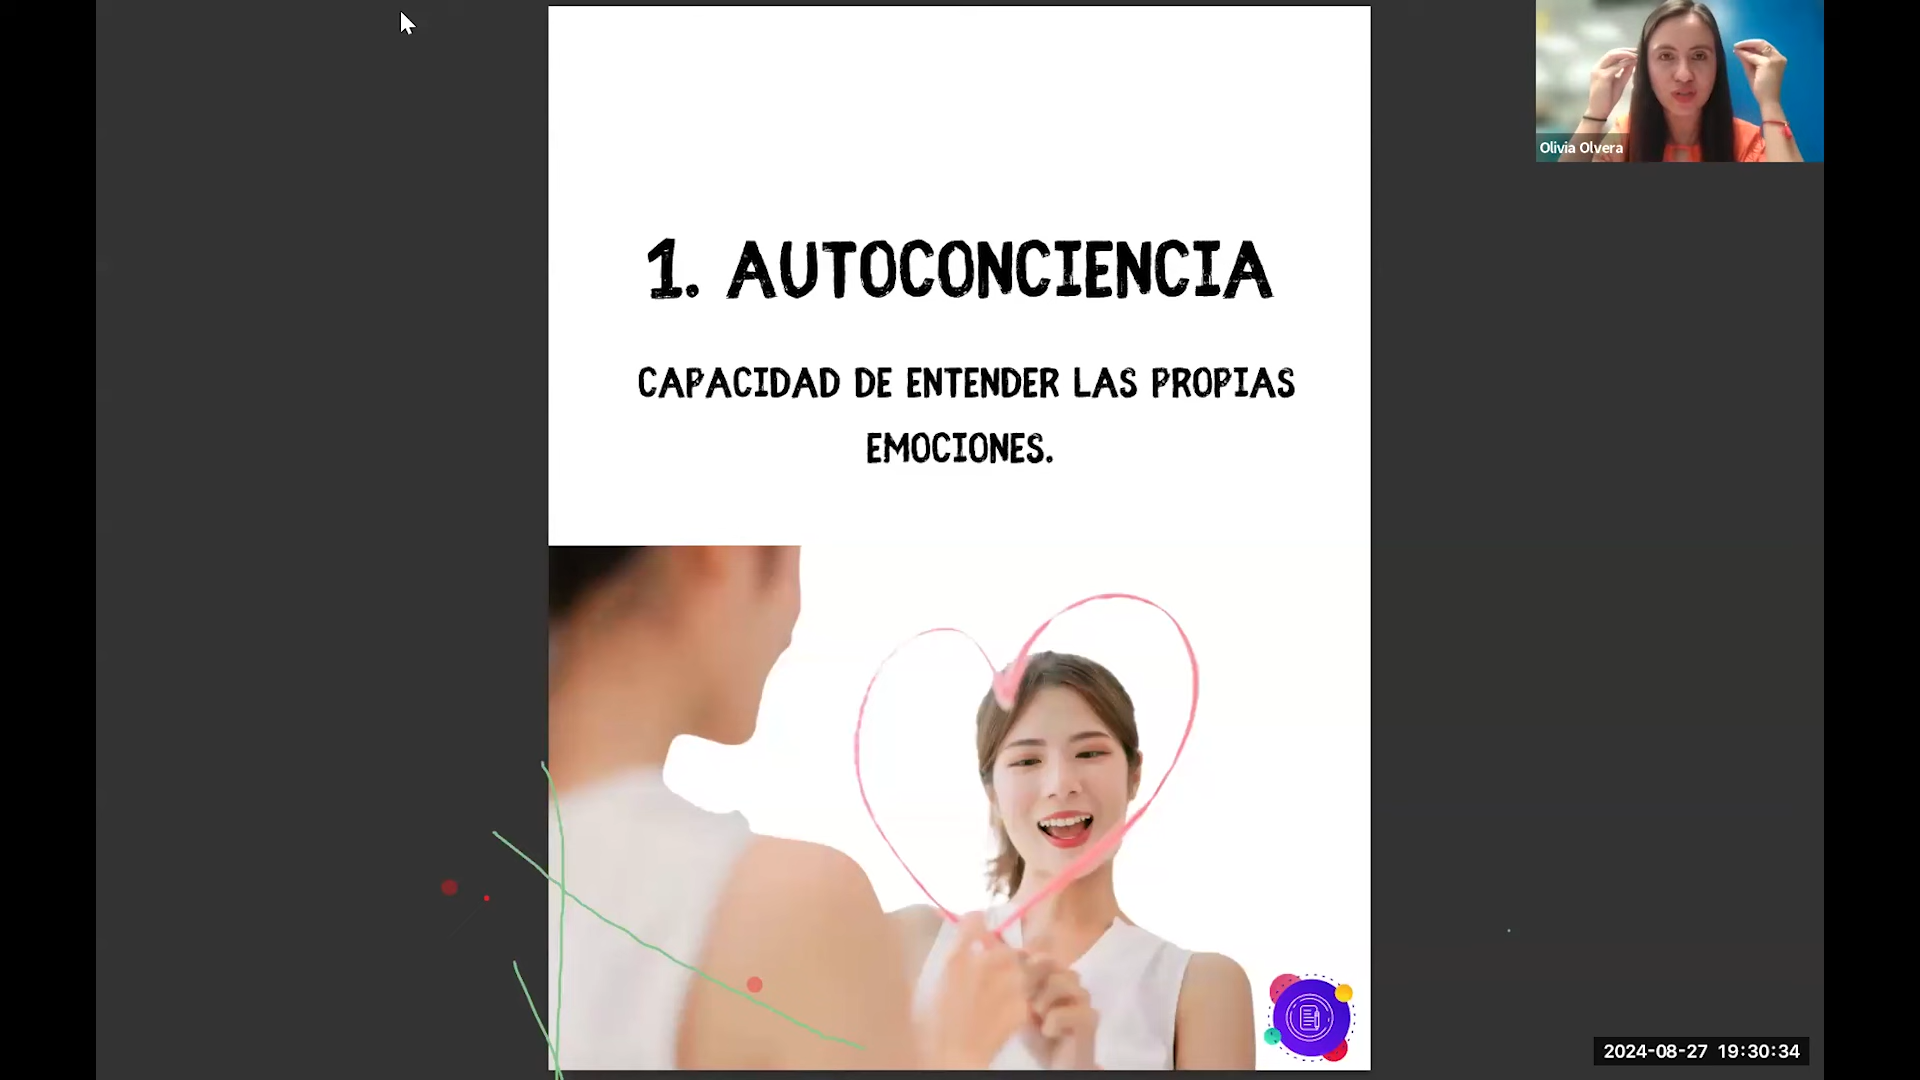 Olivia Olvera
1. AUTOCONCIENCIA
CAPACIDAD DE ENTENDER LAS PROPIAS
EMOCIONES.
2024-08-27 19:30:34